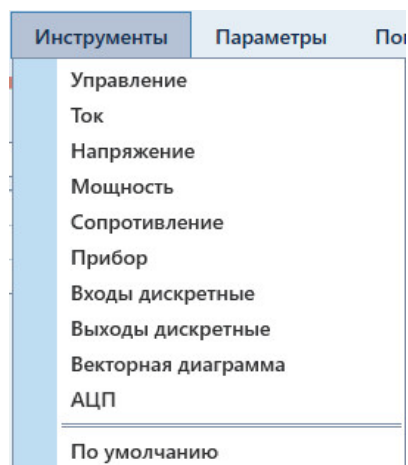 Инструменты Параметры
Управление
Ток
Напряжение
Мощность
Сопротивление
Прибор
Входы дискретные
Выходы дискретные
Векторная диаграмма
АЦП
По умолчанию